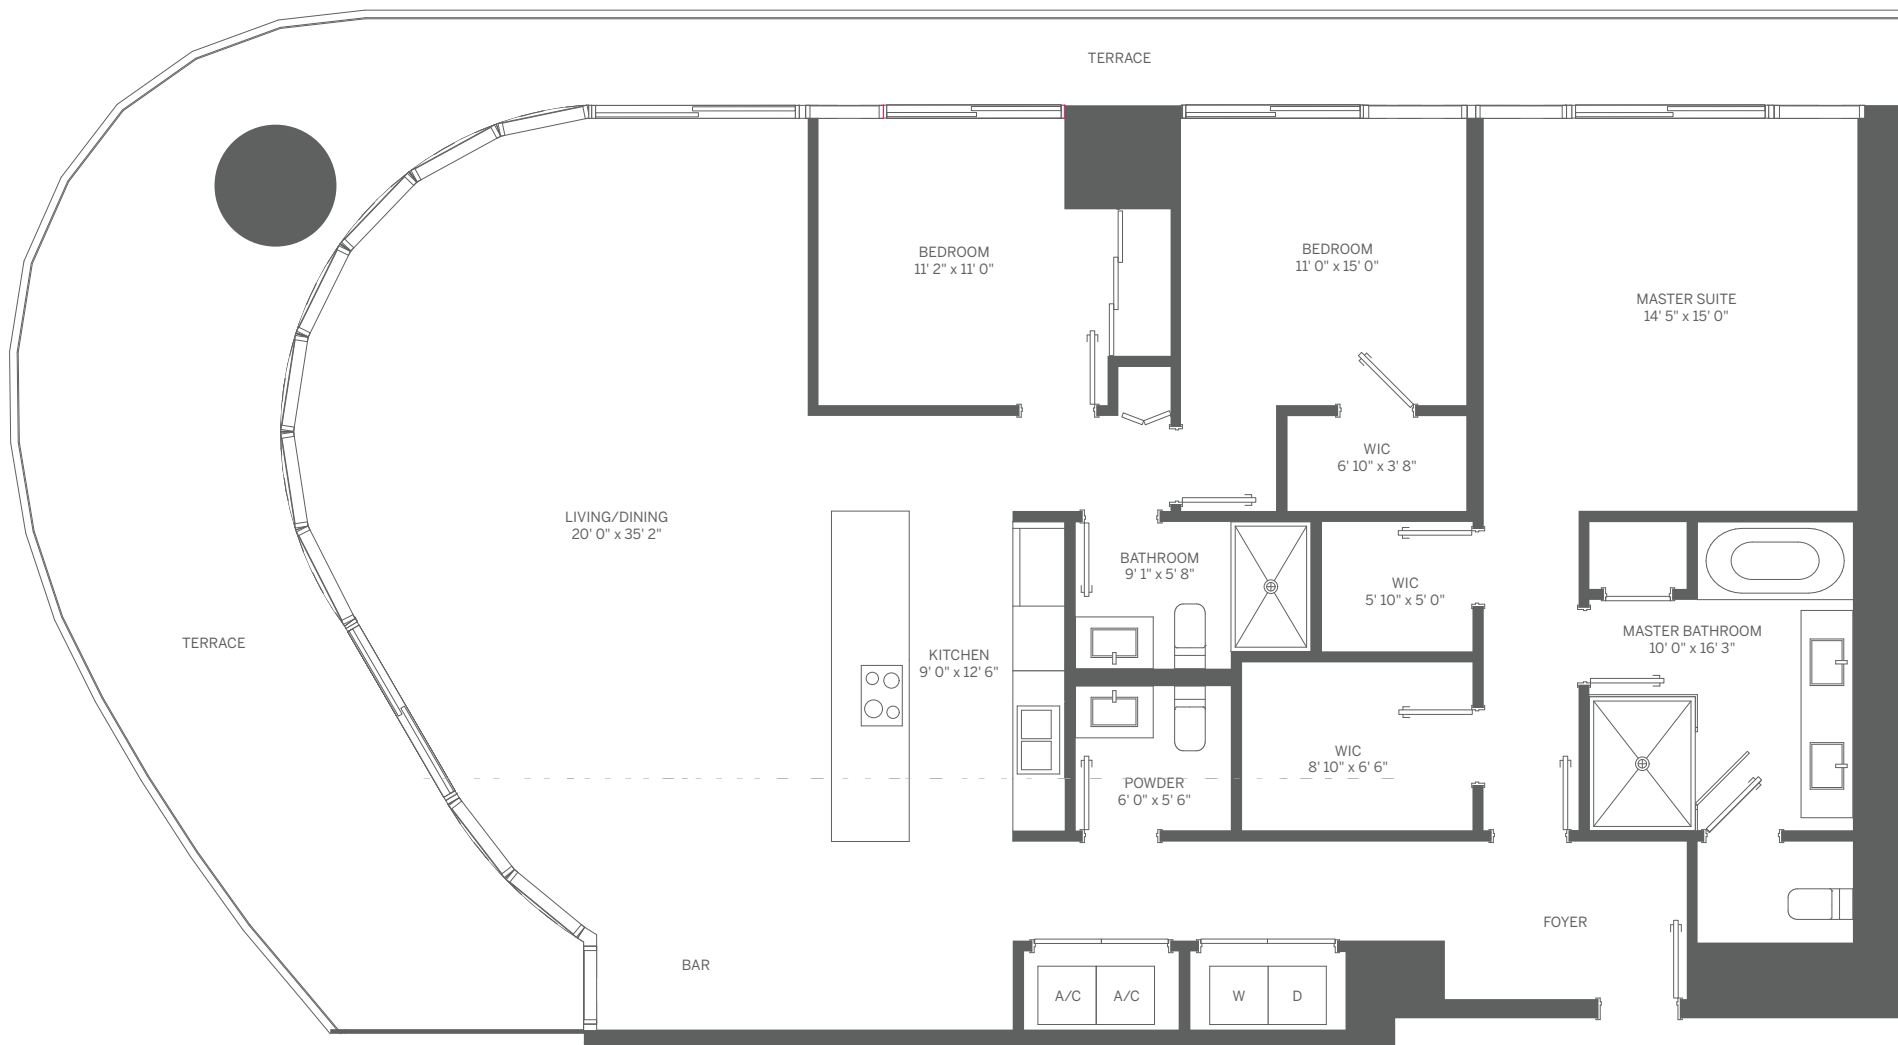 TERRACE
BEDROOM
11' 2" x 11' 0"
BEDROOM
11' 0" x 15' 0"
MASTER SUITE
14' 5" x 15' 0"
WIC
6' 10" x 3' 8"
LIVING/DINING
20' 0" x 35' 2"
BATHROOM
9' 1" x 5' 8"
WIC
5' 10" x 5' 0"
TERRACE
KITCHEN
9' 0" x 12' 6"
MASTER BATHROOM
10' 0" x 16' 3"
WIC
8' 10" x 6' 6"
POWDER
6' 0" x 5' 6"
FOYER
BAR
A/C
A/C
W
D